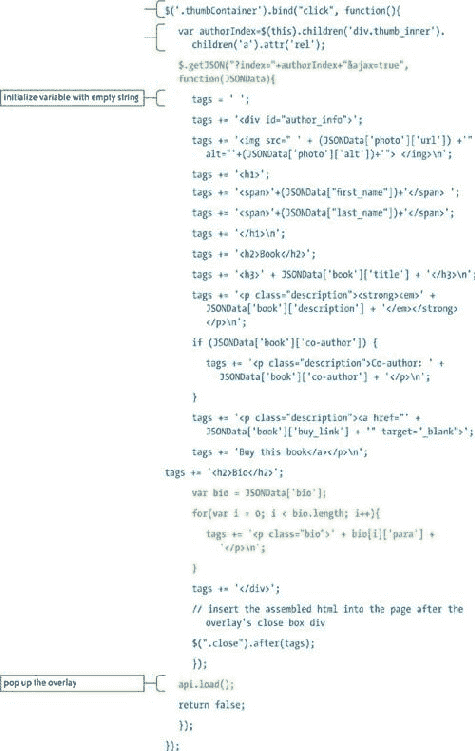 $('.thumbContainer').bind("click", function(){
var authorIndex=$(this).children('div.thumb_inner').
children('a').attr('rel');
$.getJSON("?index="+authorIndex+"&ajax=true",
function(JSONData){
initialize variable with empty string
tags = ' ';
tags += '<div id="author_info">';
tags += '<img src=" ' + (JSONData['photo']['url']) +'"
alt="'+(JSONData['photo']['alt'])+'"> </img>\n';
tags += '<h1>';
tags += '<span>'+(JSONData["first_name"])+'</span> ';
tags += '<span>'+(JSONData["last_name"])+'</span>';
tags += '</h1>\n';
tags += '<h2>Book</h2>';
tags += '<h3>' + JSONData['book']['title'] + '</h3>\n';
tags += '<p class="description"><strong><em>' +
JSONData['book']['description'] + '</em></strong>
</p>\n';
if (JSONData['book']['co-author']) {
tags += '<p class="description">Co-author: ' +
JSONData['book']['co-author'] + '</p>\n';
}
tags += '<p class="description"><a href="' +
JSONData['book']['buy_link'] + '" target="_blank">';
tags += 'Buy this book</a></p>\n';
tags += '<h2>Bio</h2>';
var bio = JSONData['bio'];
for(var i = 0; i < bio.length; i++){
tags += '<p class="bio">' + bio[i]['para'] +
'</p>\n';
}
tags += '</div>';
// insert the assembled html into the page after the
overlay's close box div
$(".close").after(tags);
});
pop up the overlay
api.load();
return false;
});
});